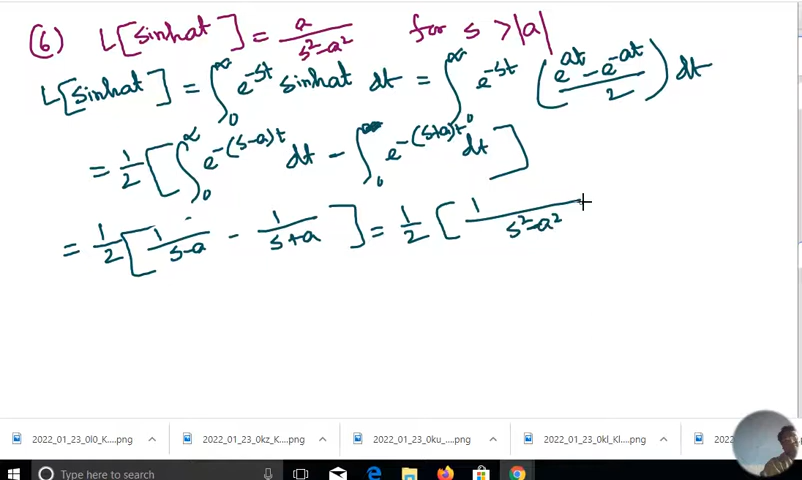 (6) L[sinhat] = a/(s²-a²) for s > |a|
L[sinhat] = ∫₀^∞ e^-st sinhat dt = ∫₀^∞ e^-st ((e^at - e^-at)/2) dt
= 1/2 [∫₀^∞ e^-(s-a)t dt - ∫₀^∞ e^-(s+a)t dt]
= 1/2 [1/(s-a) - 1/(s+a)] = 1/2 [1/(s²-a²)
2022_01_23_0l0_K....png 2022_01_23_0kz_K....png 2022_01_23_0ku_....png 2022_01_23_0kl_Kl....png
Type here to search